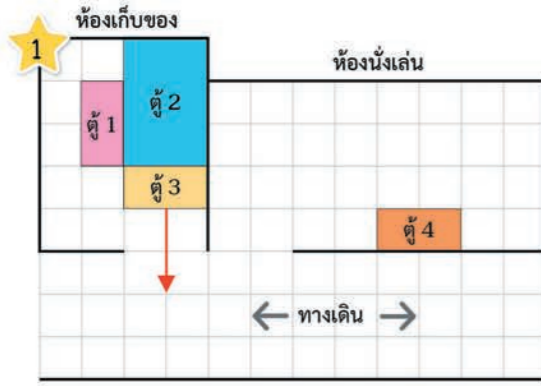 ห้องเก็บของ
1
ห้องนั่งเล่น
ตู้ 1
ตู้ 2
ตู้ 3
ตู้ 4
ทางเดิน